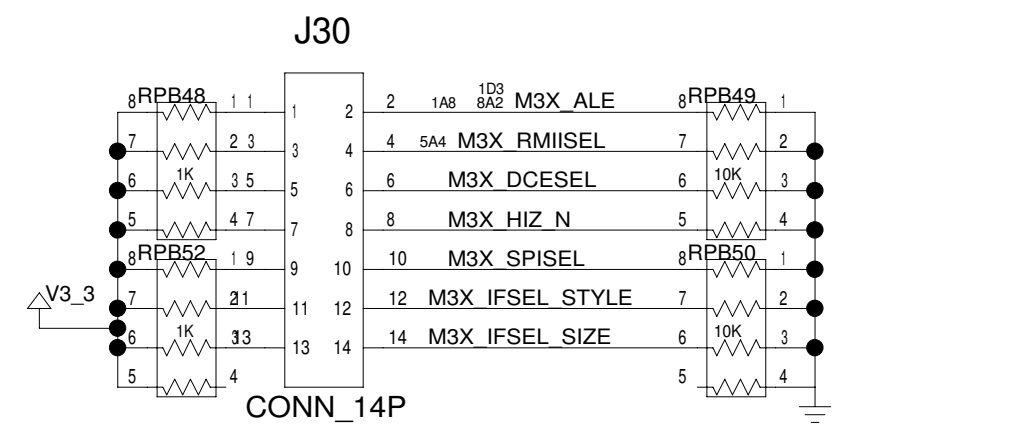 J30
RPB48 1D3 RPB49
8 1 1 1 2 2 1A8 8A2 M3X_ALE 8 1
7 2 3 3 4 4 5A4 M3X_RMIISEL 7 2
6 1K 3 5 5 6 6 M3X_DCESEL 6 10K 3
5 4 7 7 8 8 M3X_HIZ_N 5 4
RPB52 RPB50
8 1 9 9 10 10 M3X_SPISEL 8 1
V3_3 7 2 11 11 12 12 M3X_IFSEL_STYLE 7 2
6 1K 3 13 13 14 14 M3X_IFSEL_SIZE 6 10K 3
5 4 5 4
CONN_14P